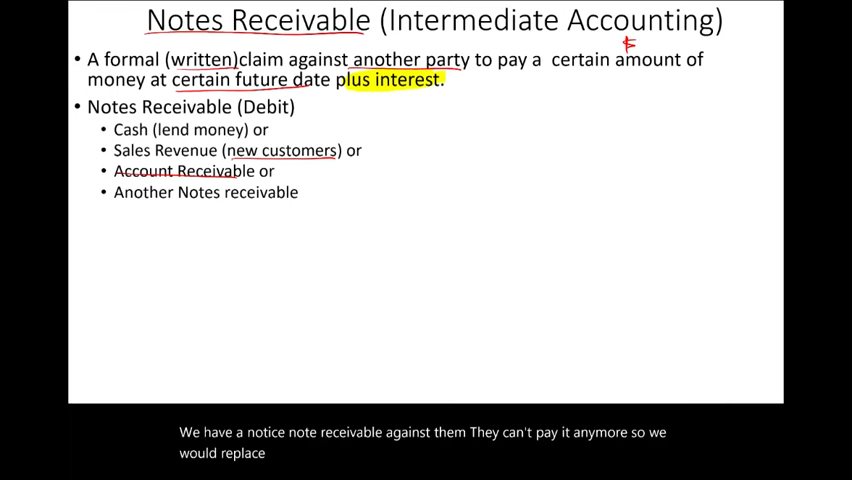 Notes Receivable (Intermediate Accounting)
$
• A formal (written)claim against another party to pay a certain amount of
money at certain future date plus interest.
• Notes Receivable (Debit)
• Cash (lend money) or
• Sales Revenue (new customers) or
• Account Receivable or
• Another Notes receivable
We have a notice note receivable against them They can't pay it anymore so we
would replace